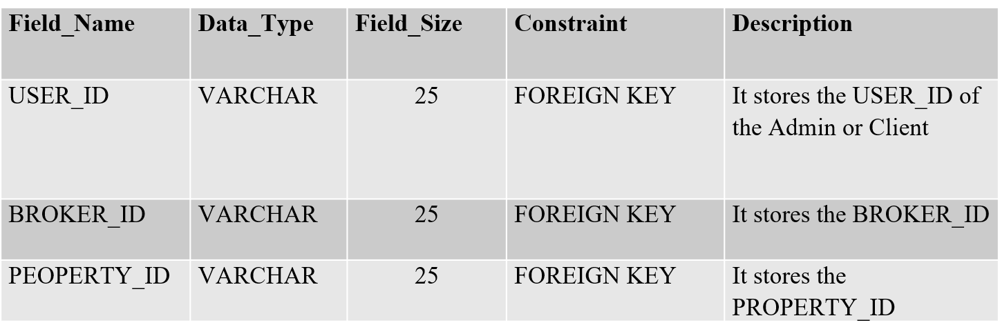 Field_Name Data_Type Field_Size Constraint Description
USER_ID VARCHAR 25 FOREIGN KEY It stores the USER_ID of
the Admin or Client
BROKER_ID VARCHAR 25 FOREIGN KEY It stores the BROKER_ID
PEOPERTY_ID VARCHAR 25 FOREIGN KEY It stores the
PROPERTY_ID